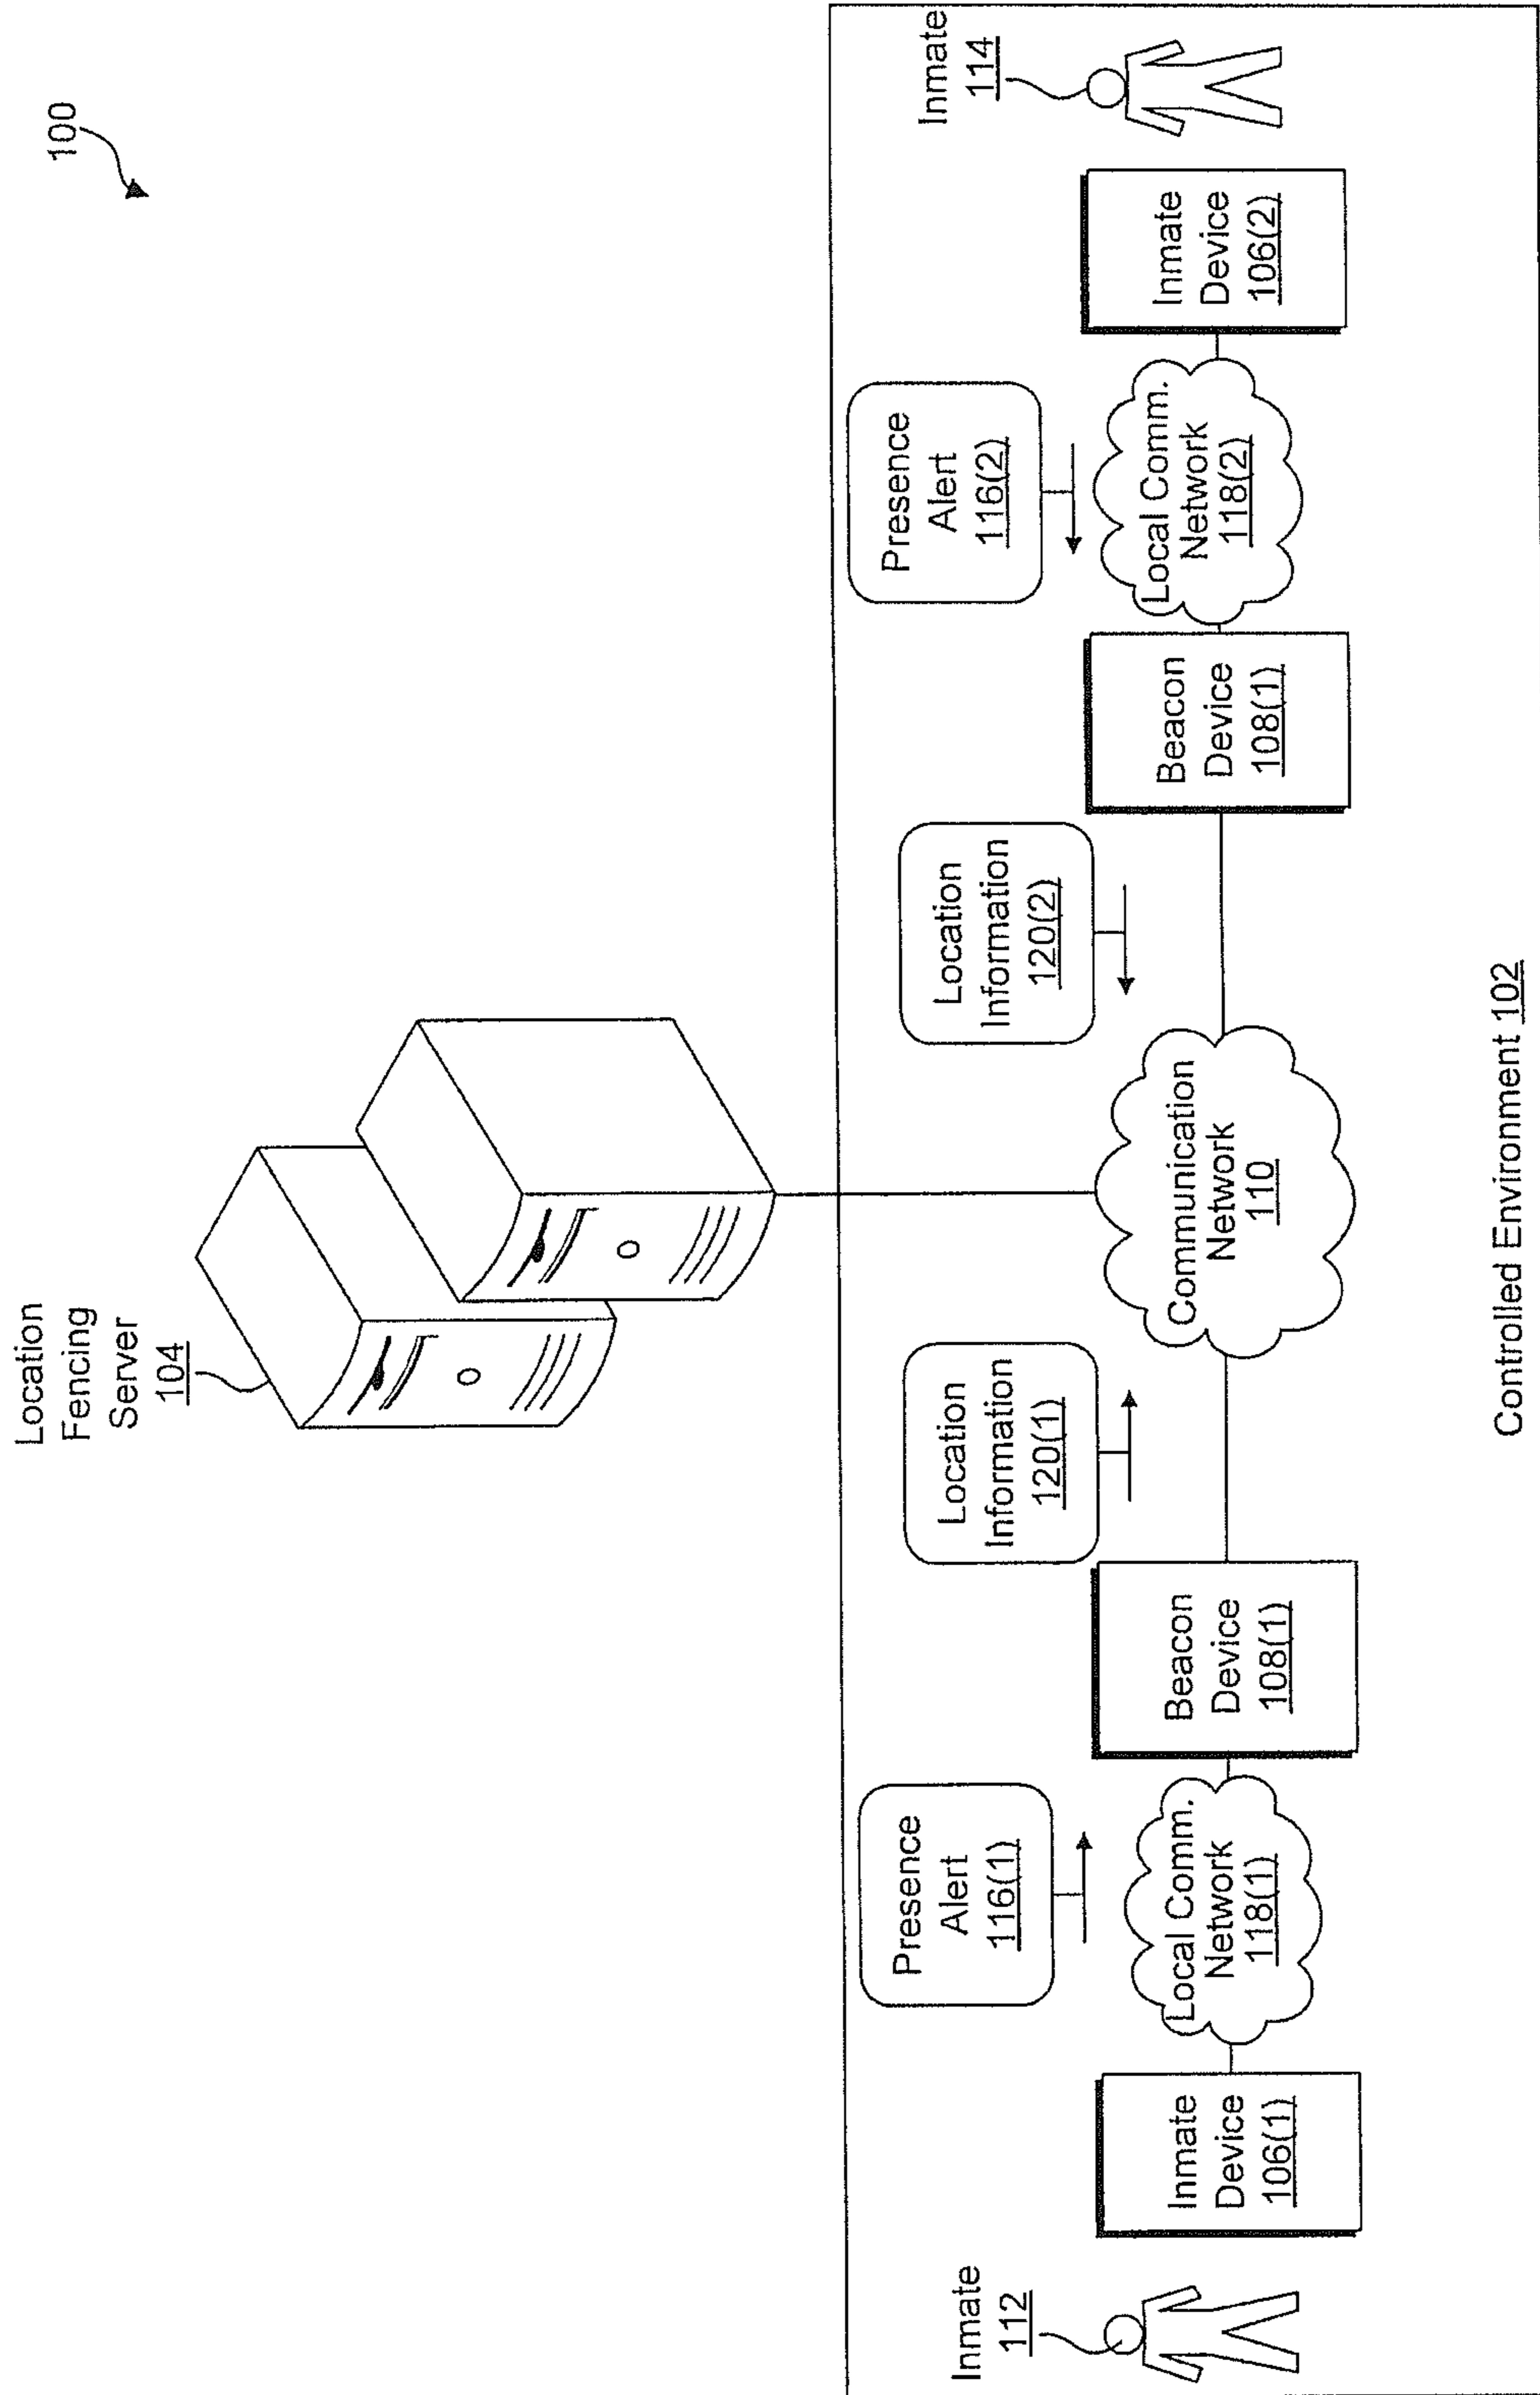 100
Location
Fencing
Server
104
Inmate
112
Inmate
Device
106(1)
Presence
Alert
116(1)
Local Comm.
Network
118(1)
Beacon
Device
108(1)
Location
Information
120(1)
Communication
Network
110
Location
Information
120(2)
Beacon
Device
108(1)
Presence
Alert
116(2)
Local Comm.
Network
118(2)
Inmate
Device
106(2)
Inmate
114
Controlled Environment 102